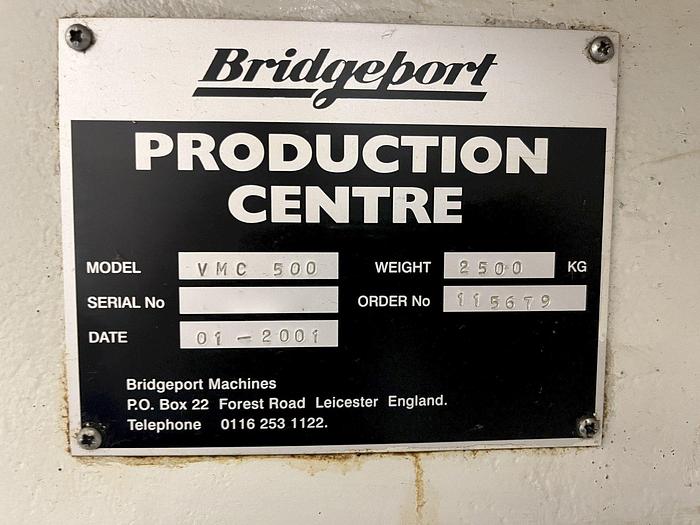 Bridgeport
PRODUCTION
CENTRE
MODEL VMC 500 WEIGHT 2500 KG
SERIAL No ORDER No 115679
DATE 01-2001
Bridgeport Machines
P.O. Box 22 Forest Road Leicester England.
Telephone 0116 253 1122.